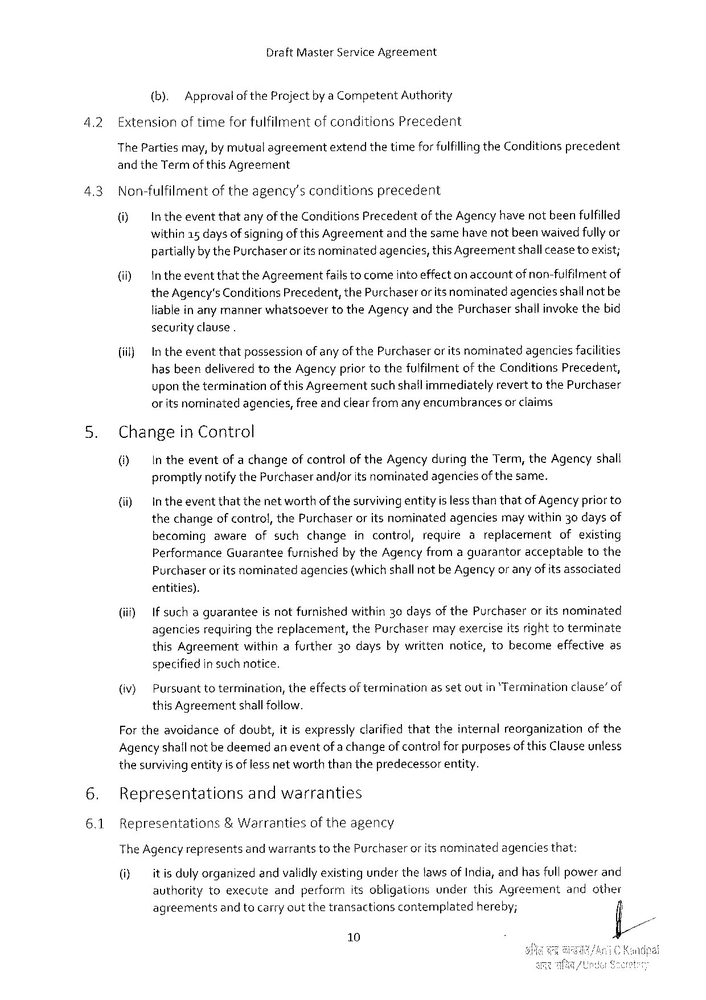 Draft Master Service Agreement
(b). Approval of the Project by a Competent Authority
4.2 Extension of time for fulfilment of conditions Precedent
The Parties may, by mutual agreement extend the time for fulfilling the Conditions precedent
and the Term of this Agreement
4.3 Non-fulfilment of the agency's conditions precedent
(i) In the event that any of the Conditions Precedent of the Agency have not been fulfilled
within 15 days of signing of this Agreement and the same have not been waived fully or
partially by the Purchaser or its nominated agencies, this Agreement shall cease to exist;
(ii) In the event that the Agreement fails to come into effect on account of non-fulfilment of
the Agency's Conditions Precedent, the Purchaser or its nominated agencies shall not be
liable in any manner whatsoever to the Agency and the Purchaser shall invoke the bid
security clause .
(iii) In the event that possession of any of the Purchaser or its nominated agencies facilities
has been delivered to the Agency prior to the fulfilment of the Conditions Precedent,
upon the termination of this Agreement such shall immediately revert to the Purchaser
or its nominated agencies, free and clear from any encumbrances or claims
5. Change in Control
(i) In the event of a change of control of the Agency during the Term, the Agency shall
promptly notify the Purchaser and/or its nominated agencies of the same.
(ii) In the event that the net worth of the surviving entity is less than that of Agency prior to
the change of control, the Purchaser or its nominated agencies may within 30 days of
becoming aware of such change in control, require a replacement of existing
Performance Guarantee furnished by the Agency from a guarantor acceptable to the
Purchaser or its nominated agencies (which shall not be Agency or any of its associated
entities).
(iii) If such a guarantee is not furnished within 30 days of the Purchaser or its nominated
agencies requiring the replacement, the Purchaser may exercise its right to terminate
this Agreement within a further 30 days by written notice, to become effective as
specified in such notice.
(iv) Pursuant to termination, the effects of termination as set out in 'Termination clause' of
this Agreement shall follow.
For the avoidance of doubt, it is expressly clarified that the internal reorganization of the
Agency shall not be deemed an event of a change of control for purposes of this Clause unless
the surviving entity is of less net worth than the predecessor entity.
6. Representations and warranties
6.1 Representations & Warranties of the agency
The Agency represents and warrants to the Purchaser or its nominated agencies that:
(i) it is duly organized and validly existing under the laws of India, and has full power and
authority to execute and perform its obligations under this Agreement and other
agreements and to carry out the transactions contemplated hereby;
10
C Kandpal
सचिव/Under Secretary